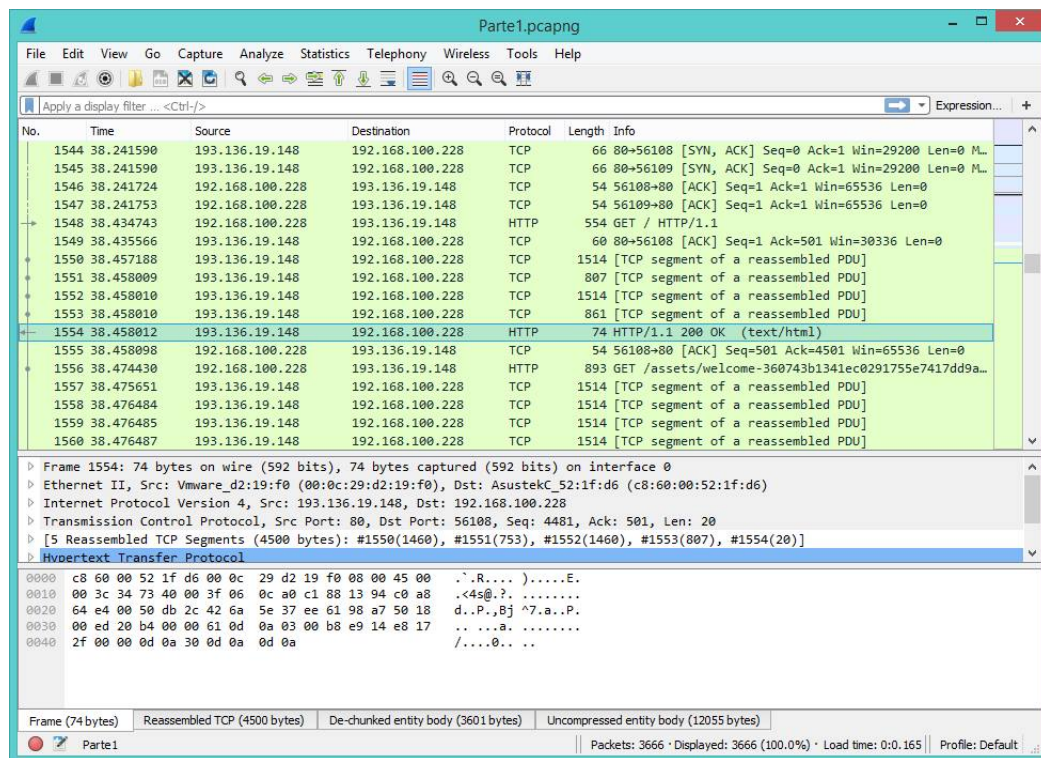 Parte1.pcapng
File Edit View Go Capture Analyze Statistics Telephony Wireless Tools Help
Apply a display filter ... <Ctrl-/> Expression... +
No. Time Source Destination Protocol Length Info
1544 38.241590 193.136.19.148 192.168.100.228 TCP 66 80→56108 [SYN, ACK] Seq=0 Ack=1 Win=29200 Len=0 M…
1545 38.241590 193.136.19.148 192.168.100.228 TCP 66 80→56109 [SYN, ACK] Seq=0 Ack=1 Win=29200 Len=0 M…
1546 38.241724 192.168.100.228 193.136.19.148 TCP 54 56108→80 [ACK] Seq=1 Ack=1 Win=65536 Len=0
1547 38.241753 192.168.100.228 193.136.19.148 TCP 54 56109→80 [ACK] Seq=1 Ack=1 Win=65536 Len=0
1548 38.434743 192.168.100.228 193.136.19.148 HTTP 554 GET / HTTP/1.1
1549 38.435566 193.136.19.148 192.168.100.228 TCP 60 80→56108 [ACK] Seq=1 Ack=501 Win=30336 Len=0
1550 38.457188 193.136.19.148 192.168.100.228 TCP 1514 [TCP segment of a reassembled PDU]
1551 38.458009 193.136.19.148 192.168.100.228 TCP 807 [TCP segment of a reassembled PDU]
1552 38.458010 193.136.19.148 192.168.100.228 TCP 1514 [TCP segment of a reassembled PDU]
1553 38.458010 193.136.19.148 192.168.100.228 TCP 861 [TCP segment of a reassembled PDU]
1554 38.458012 193.136.19.148 192.168.100.228 HTTP 74 HTTP/1.1 200 OK (text/html)
1555 38.458098 192.168.100.228 193.136.19.148 TCP 54 56108→80 [ACK] Seq=501 Ack=4501 Win=65536 Len=0
1556 38.474430 192.168.100.228 193.136.19.148 HTTP 893 GET /assets/welcome-360743b1341ec0291755e7417dd9a…
1557 38.475651 193.136.19.148 192.168.100.228 TCP 1514 [TCP segment of a reassembled PDU]
1558 38.476484 193.136.19.148 192.168.100.228 TCP 1514 [TCP segment of a reassembled PDU]
1559 38.476485 193.136.19.148 192.168.100.228 TCP 1514 [TCP segment of a reassembled PDU]
1560 38.476487 193.136.19.148 192.168.100.228 TCP 1514 [TCP segment of a reassembled PDU]
Frame 1554: 74 bytes on wire (592 bits), 74 bytes captured (592 bits) on interface 0
Ethernet II, Src: Vmware_d2:19:f0 (00:0c:29:d2:19:f0), Dst: AsustekC_52:1f:d6 (c8:60:00:52:1f:d6)
Internet Protocol Version 4, Src: 193.136.19.148, Dst: 192.168.100.228
Transmission Control Protocol, Src Port: 80, Dst Port: 56108, Seq: 4481, Ack: 501, Len: 20
[5 Reassembled TCP Segments (4500 bytes): #1550(1460), #1551(753), #1552(1460), #1553(807), #1554(20)]
Hypertext Transfer Protocol
0000 c8 60 00 52 1f d6 00 0c 29 d2 19 f0 08 00 45 00 .`.R.... ).....E.
0010 00 3c 34 73 40 00 3f 06 0c a0 c1 88 13 94 c0 a8 .<4s@.?. ........
0020 64 e4 00 50 db 2c 42 6a 5e 37 ee 61 98 a7 50 18 d..P.,Bj ^7.a..P.
0030 00 ed 20 b4 00 00 61 0d 0a 03 00 b8 e9 14 e8 17 .. ...a. ........
0040 2f 00 00 0d 0a 30 0d 0a 0d 0a /....0.. ..
Frame (74 bytes) Reassembled TCP (4500 bytes) De-chunked entity body (3601 bytes) Uncompressed entity body (12055 bytes)
Parte1 Packets: 3666 · Displayed: 3666 (100.0%) · Load time: 0:0.165 Profile: Default